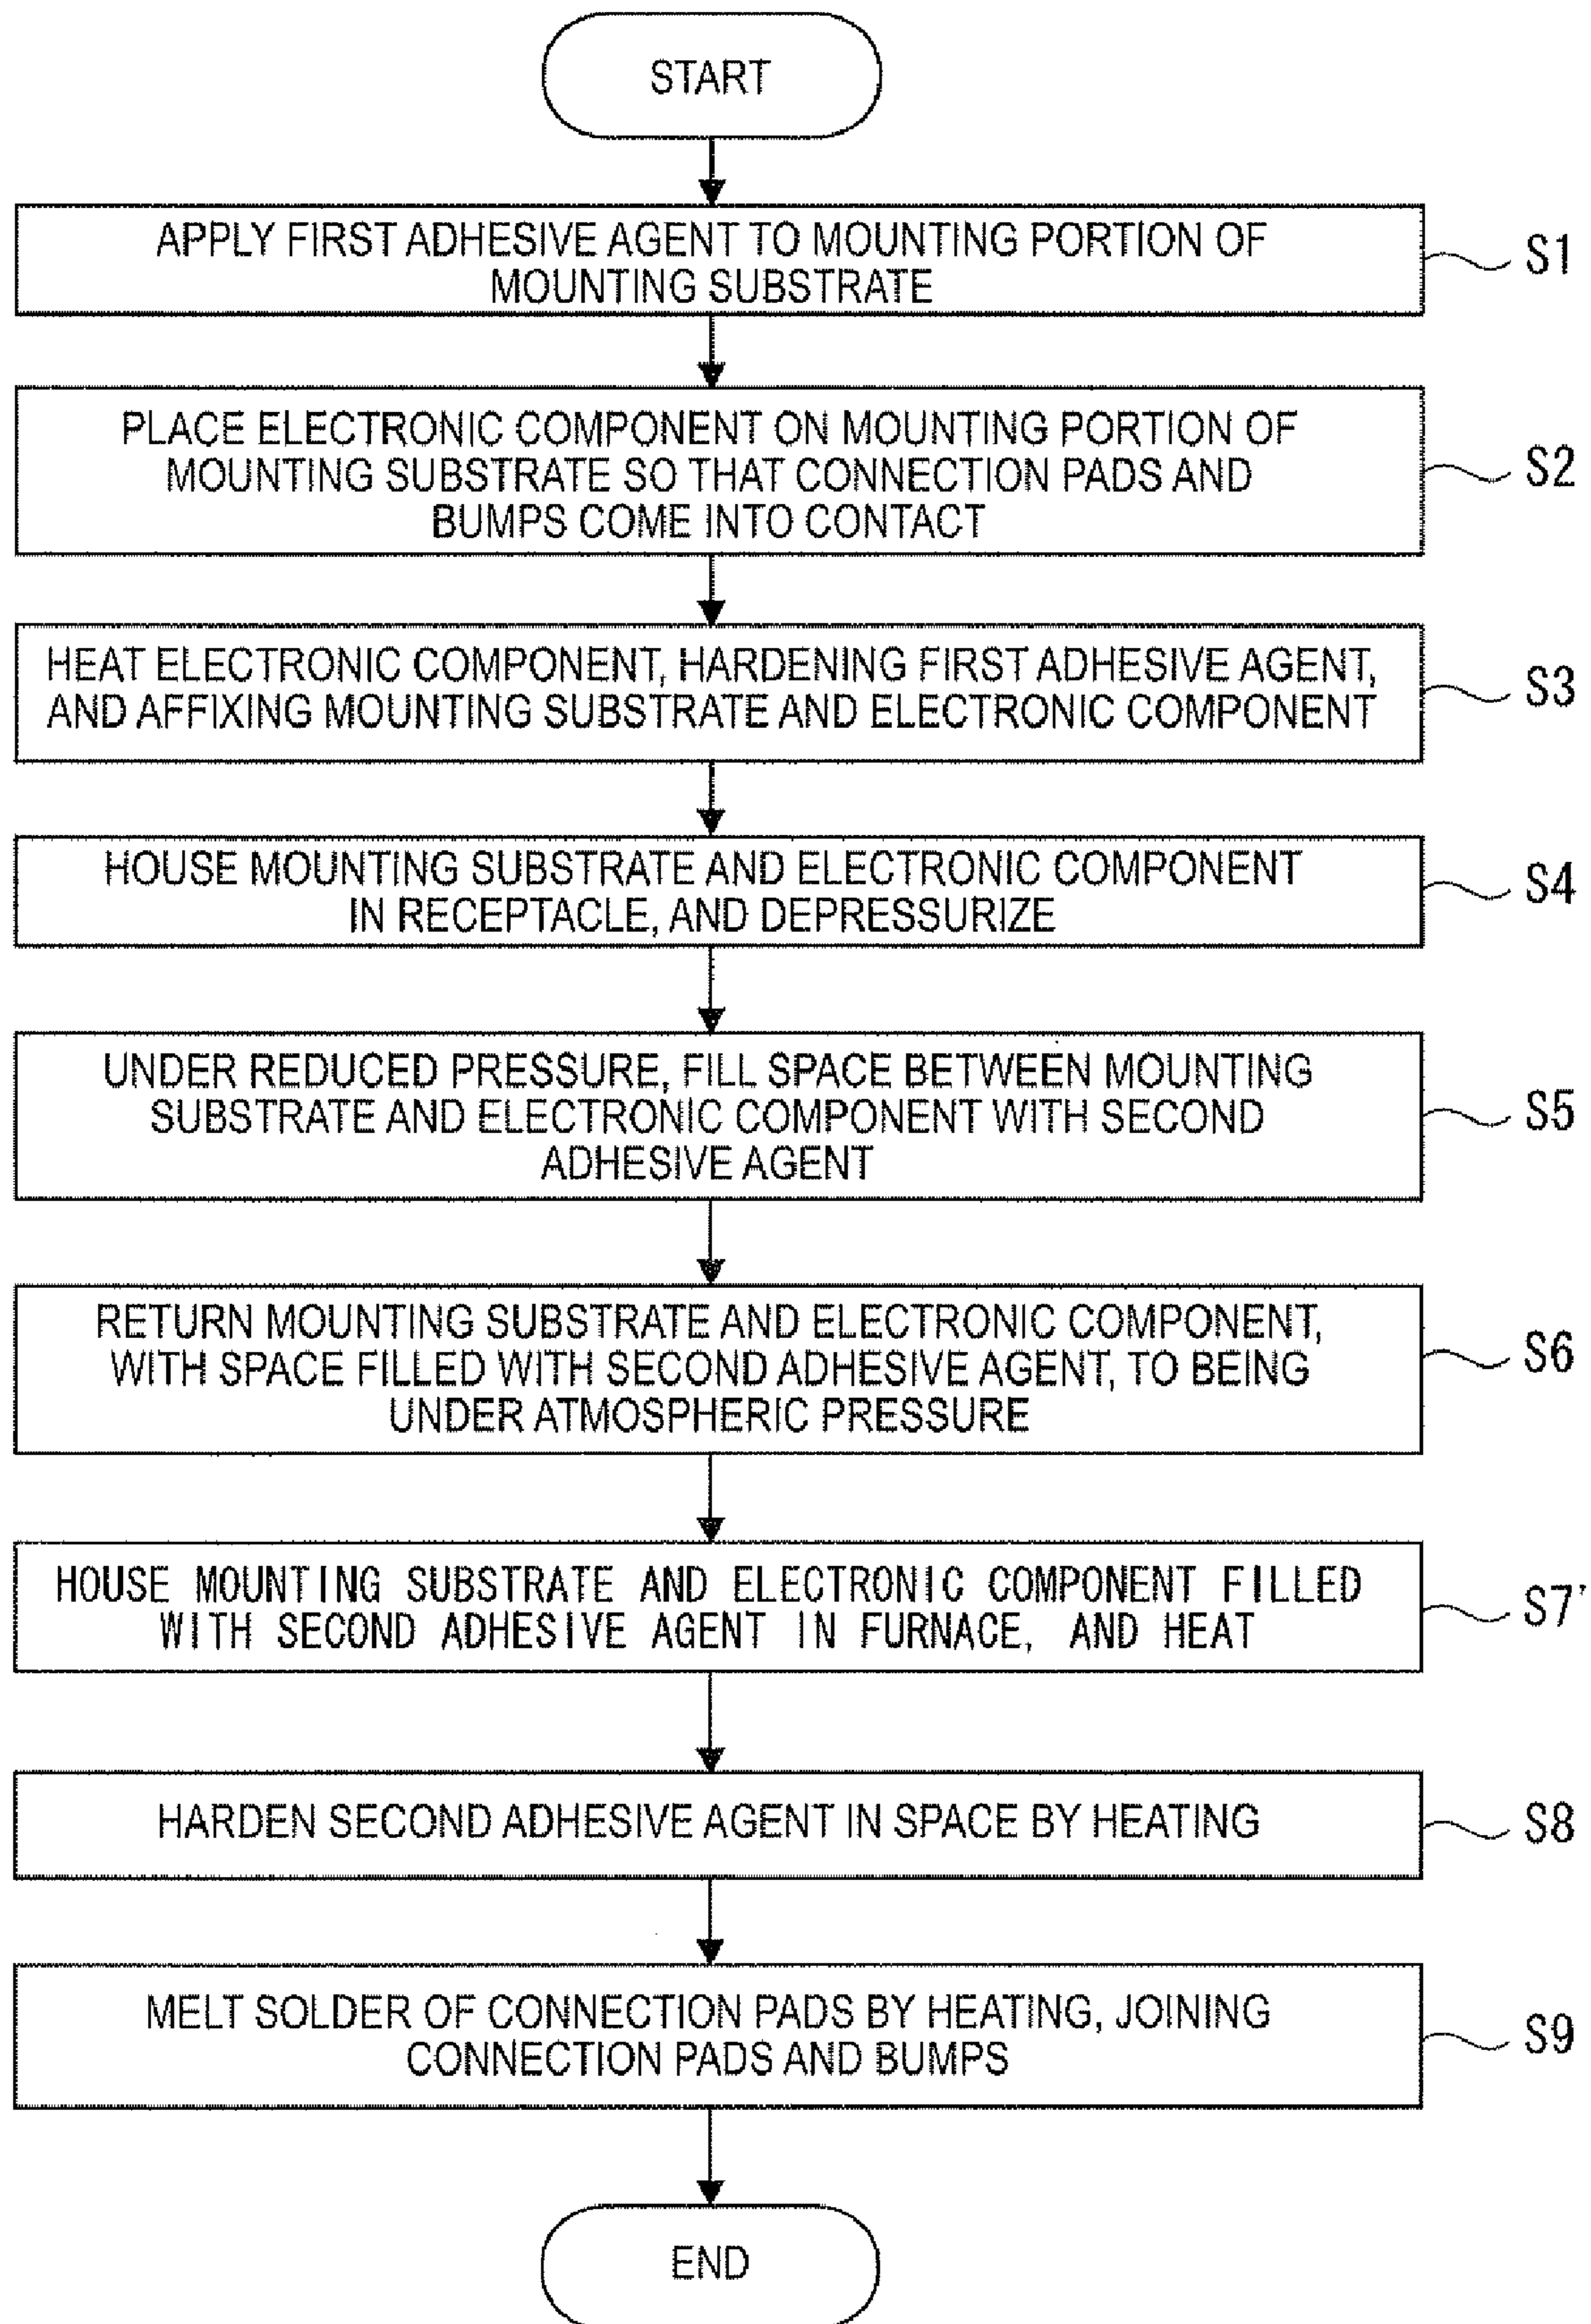 START
APPLY FIRST ADHESIVE AGENT TO MOUNTING PORTION OF
MOUNTING SUBSTRATE
S1
PLACE ELECTRONIC COMPONENT ON MOUNTING PORTION OF
MOUNTING SUBSTRATE SO THAT CONNECTION PADS AND
BUMPS COME INTO CONTACT
S2
HEAT ELECTRONIC COMPONENT, HARDENING FIRST ADHESIVE AGENT,
AND AFFIXING MOUNTING SUBSTRATE AND ELECTRONIC COMPONENT
S3
HOUSE MOUNTING SUBSTRATE AND ELECTRONIC COMPONENT
IN RECEPTACLE, AND DEPRESSURIZE
S4
UNDER REDUCED PRESSURE, FILL SPACE BETWEEN MOUNTING
SUBSTRATE AND ELECTRONIC COMPONENT WITH SECOND
ADHESIVE AGENT
S5
RETURN MOUNTING SUBSTRATE AND ELECTRONIC COMPONENT,
WITH SPACE FILLED WITH SECOND ADHESIVE AGENT, TO BEING
UNDER ATMOSPHERIC PRESSURE
S6
HOUSE MOUNTING SUBSTRATE AND ELECTRONIC COMPONENT FILLED
WITH SECOND ADHESIVE AGENT IN FURNACE, AND HEAT
S7'
HARDEN SECOND ADHESIVE AGENT IN SPACE BY HEATING
S8
MELT SOLDER OF CONNECTION PADS BY HEATING, JOINING
CONNECTION PADS AND BUMPS
S9
END